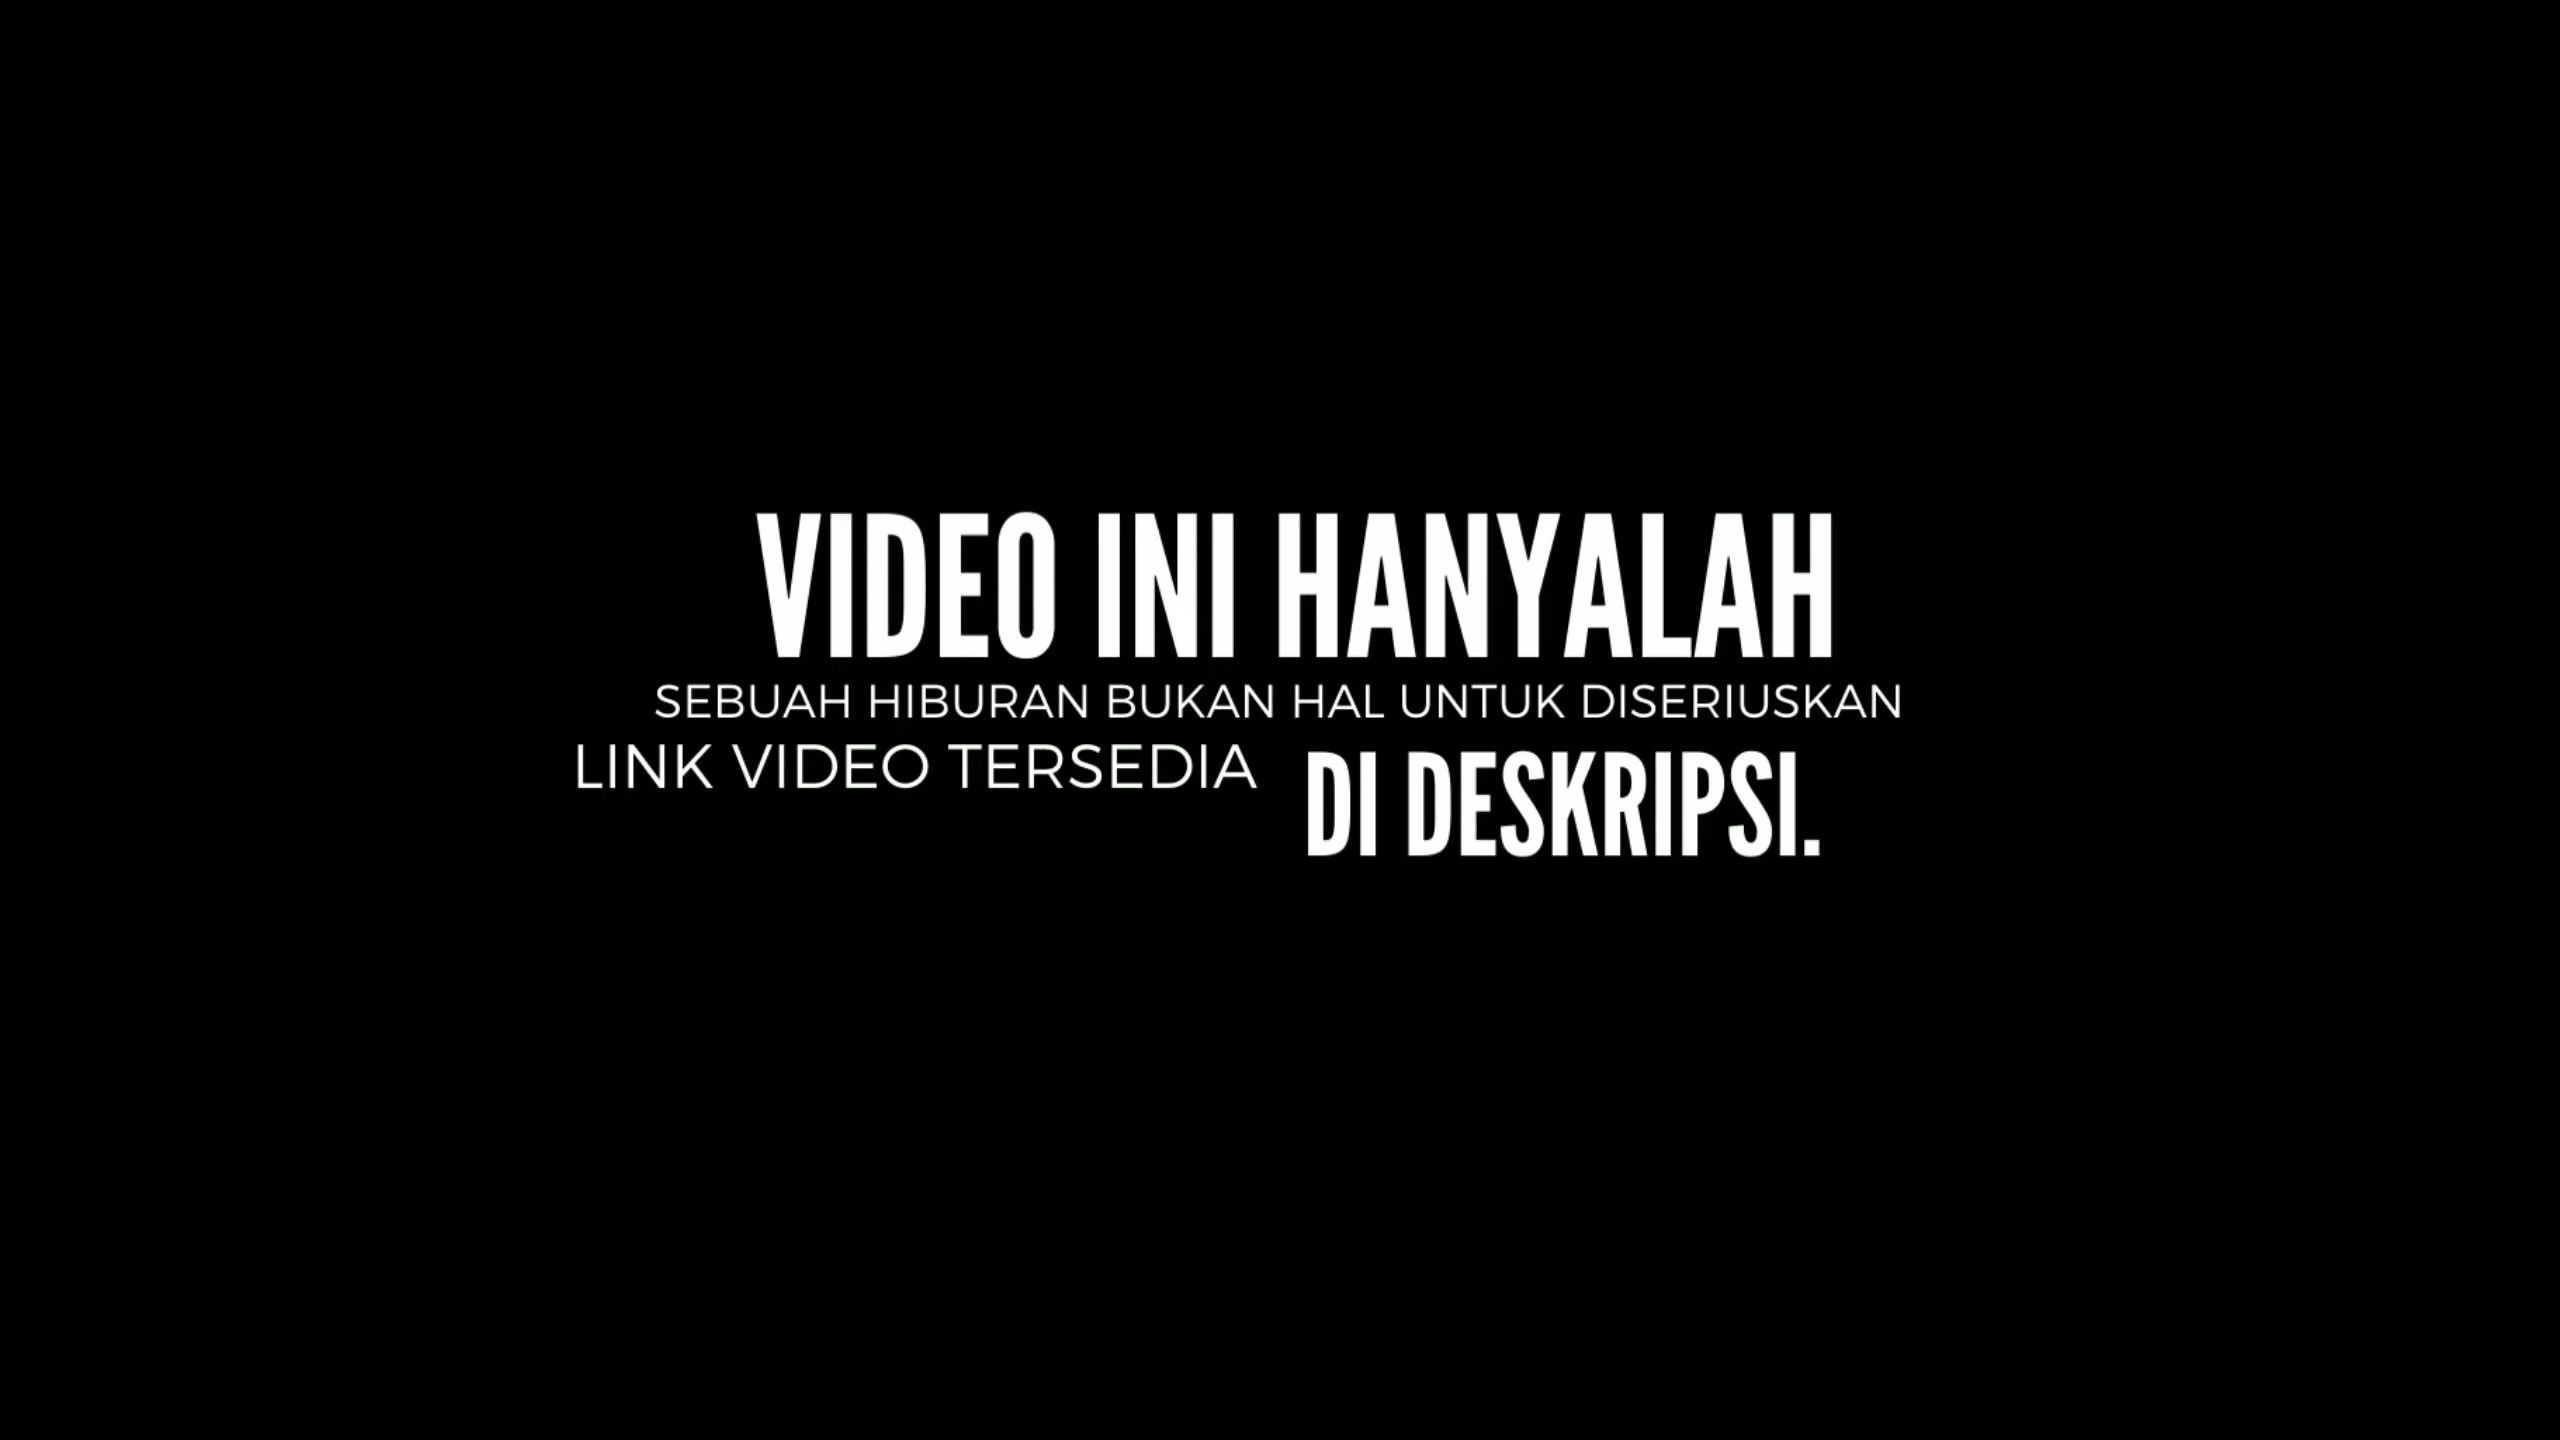 VIDEO INI HANYALAH
SEBUAH HIBURAN BUKAN HAL UNTUK DISERIUSKAN
LINK VIDEO TERSEDIA DI DESKRIPSI.